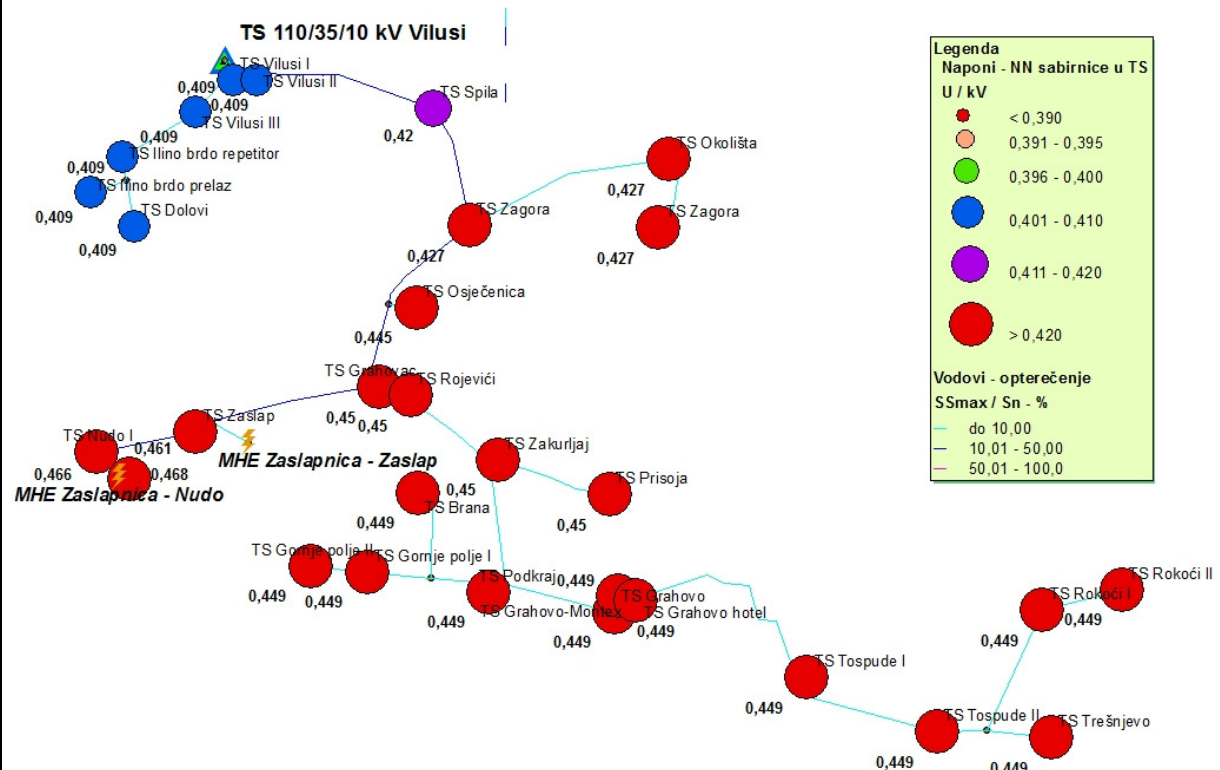 TS 110/35/10 kV Vilusi
TS Vilusi I
TS Vilusi II
0,409
0,409
TS Vilusi III
0,409
TS Ilino brdo repetitor
0,409
TS Ilino brdo prelaz
0,409
TS Dolovi
0,409
TS Spila
0,42
TS Okolišta
0,427
TS Zagora
0,427
TS Zagora
0,427
TS Osječenica
0,445
TS Grahovac
TS Rojevići
0,45
0,45
TS Zaslap
0,461
TS Nudo I
0,466
0,468
MHE Zaslapnica - Zaslap
MHE Zaslapnica - Nudo
TS Zakurljaj
0,45
TS Prisoja
0,45
TS Brana
0,449
TS Gornje polje II
TS Gornje polje I
0,449
0,449
TS Podkraj
0,449
0,449
TS Grahovo
TS Grahovo-Montex
TS Grahovo hotel
0,449
0,449
TS Tospude I
0,449
TS Rokoći II
TS Rokoći I
0,449
0,449
TS Tospude II
TS Trešnjevo
0,449
0,449
Legenda
Naponi - NN sabirnice u TS
U / kV
< 0,390
0,391 - 0,395
0,396 - 0,400
0,401 - 0,410
0,411 - 0,420
> 0,420
Vodovi - opterečenje
SSmax / Sn - %
do 10,00
10,01 - 50,00
50,01 - 100,0